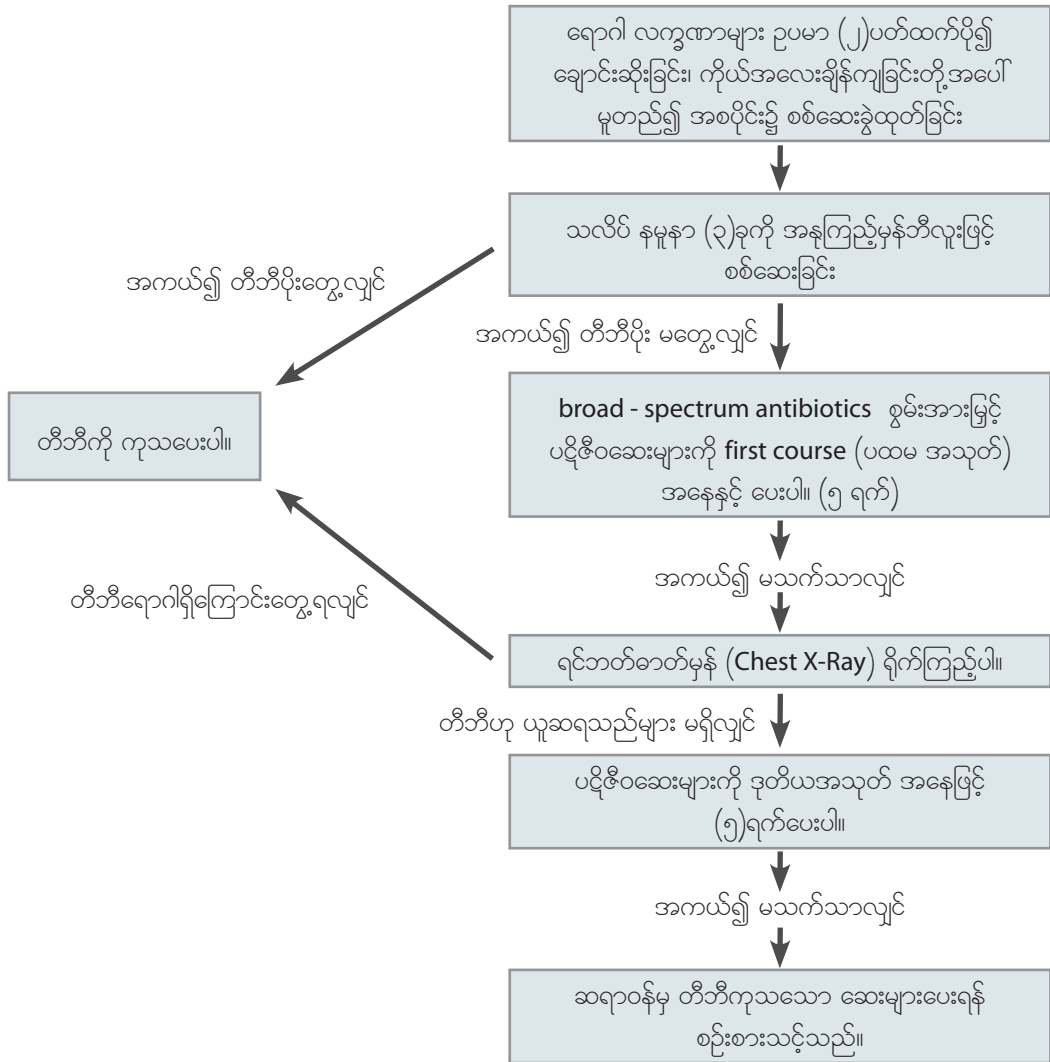 ရောဂါ လက္ခဏာများ ဥပမာ (၂)ပတ်ထက်ပို၍
ချောင်းဆိုးခြင်း၊ ကိုယ်အလေးချိန်ကျခြင်းတို့အပေါ်
မူတည်၍ အစပိုင်း၌ စစ်ဆေးခွဲထုတ်ခြင်း
သလိပ် နမူနာ (၃)ခုကို အနုကြည့်မှန်ဘီလူးဖြင့်
စစ်ဆေးခြင်း
အကယ်၍ တီဘီပိုးတွေ့လျှင်
အကယ်၍ တီဘီပိုး မတွေ့လျှင်
တီဘီကို ကုသပေးပါ။
broad - spectrum antibiotics စွမ်းအားမြှင့်
ပဋိဇီဝဆေးများကို first course (ပထမ အသုတ်)
အနေနှင့် ပေးပါ။ (၅ ရက်)
အကယ်၍ မသက်သာလျှင်
တီဘီရောဂါရှိကြောင်းတွေ့ရလျင်
ရင်ဘတ်ဓာတ်မှန် (Chest X-Ray) ရိုက်ကြည့်ပါ။
တီဘီဟု ယူဆရသည်များ မရှိလျှင်
ပဋိဇီဝဆေးများကို ဒုတိယအသုတ် အနေဖြင့်
(၅)ရက်ပေးပါ။
အကယ်၍ မသက်သာလျှင်
ဆရာဝန်မှ တီဘီကုသသော ဆေးများပေးရန်
စဉ်းစားသင့်သည်။